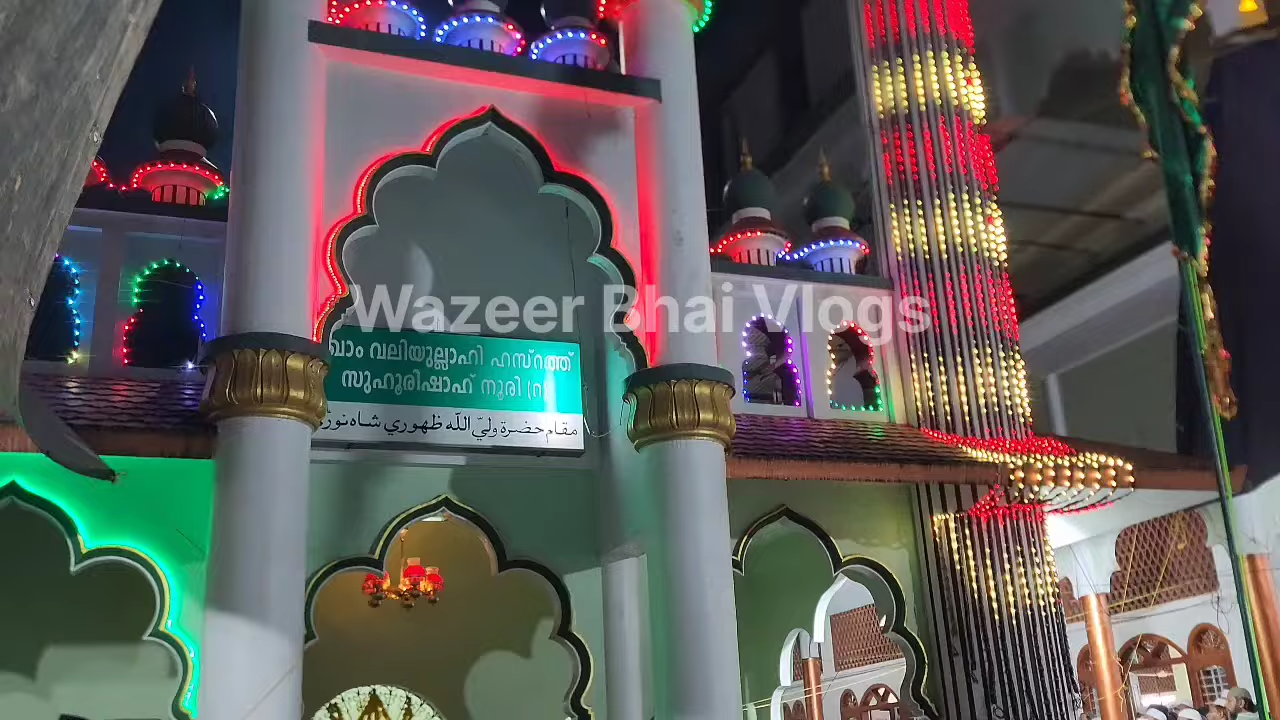 Wazeer Bhai Vlogs
ഖാം വലിയുല്ലാഹി ഹസ്റത്ത്
സുഹൂരിഷാഹ് നൂരി (റ
مقام حضرة وليّ الله ظهوري شاه نور